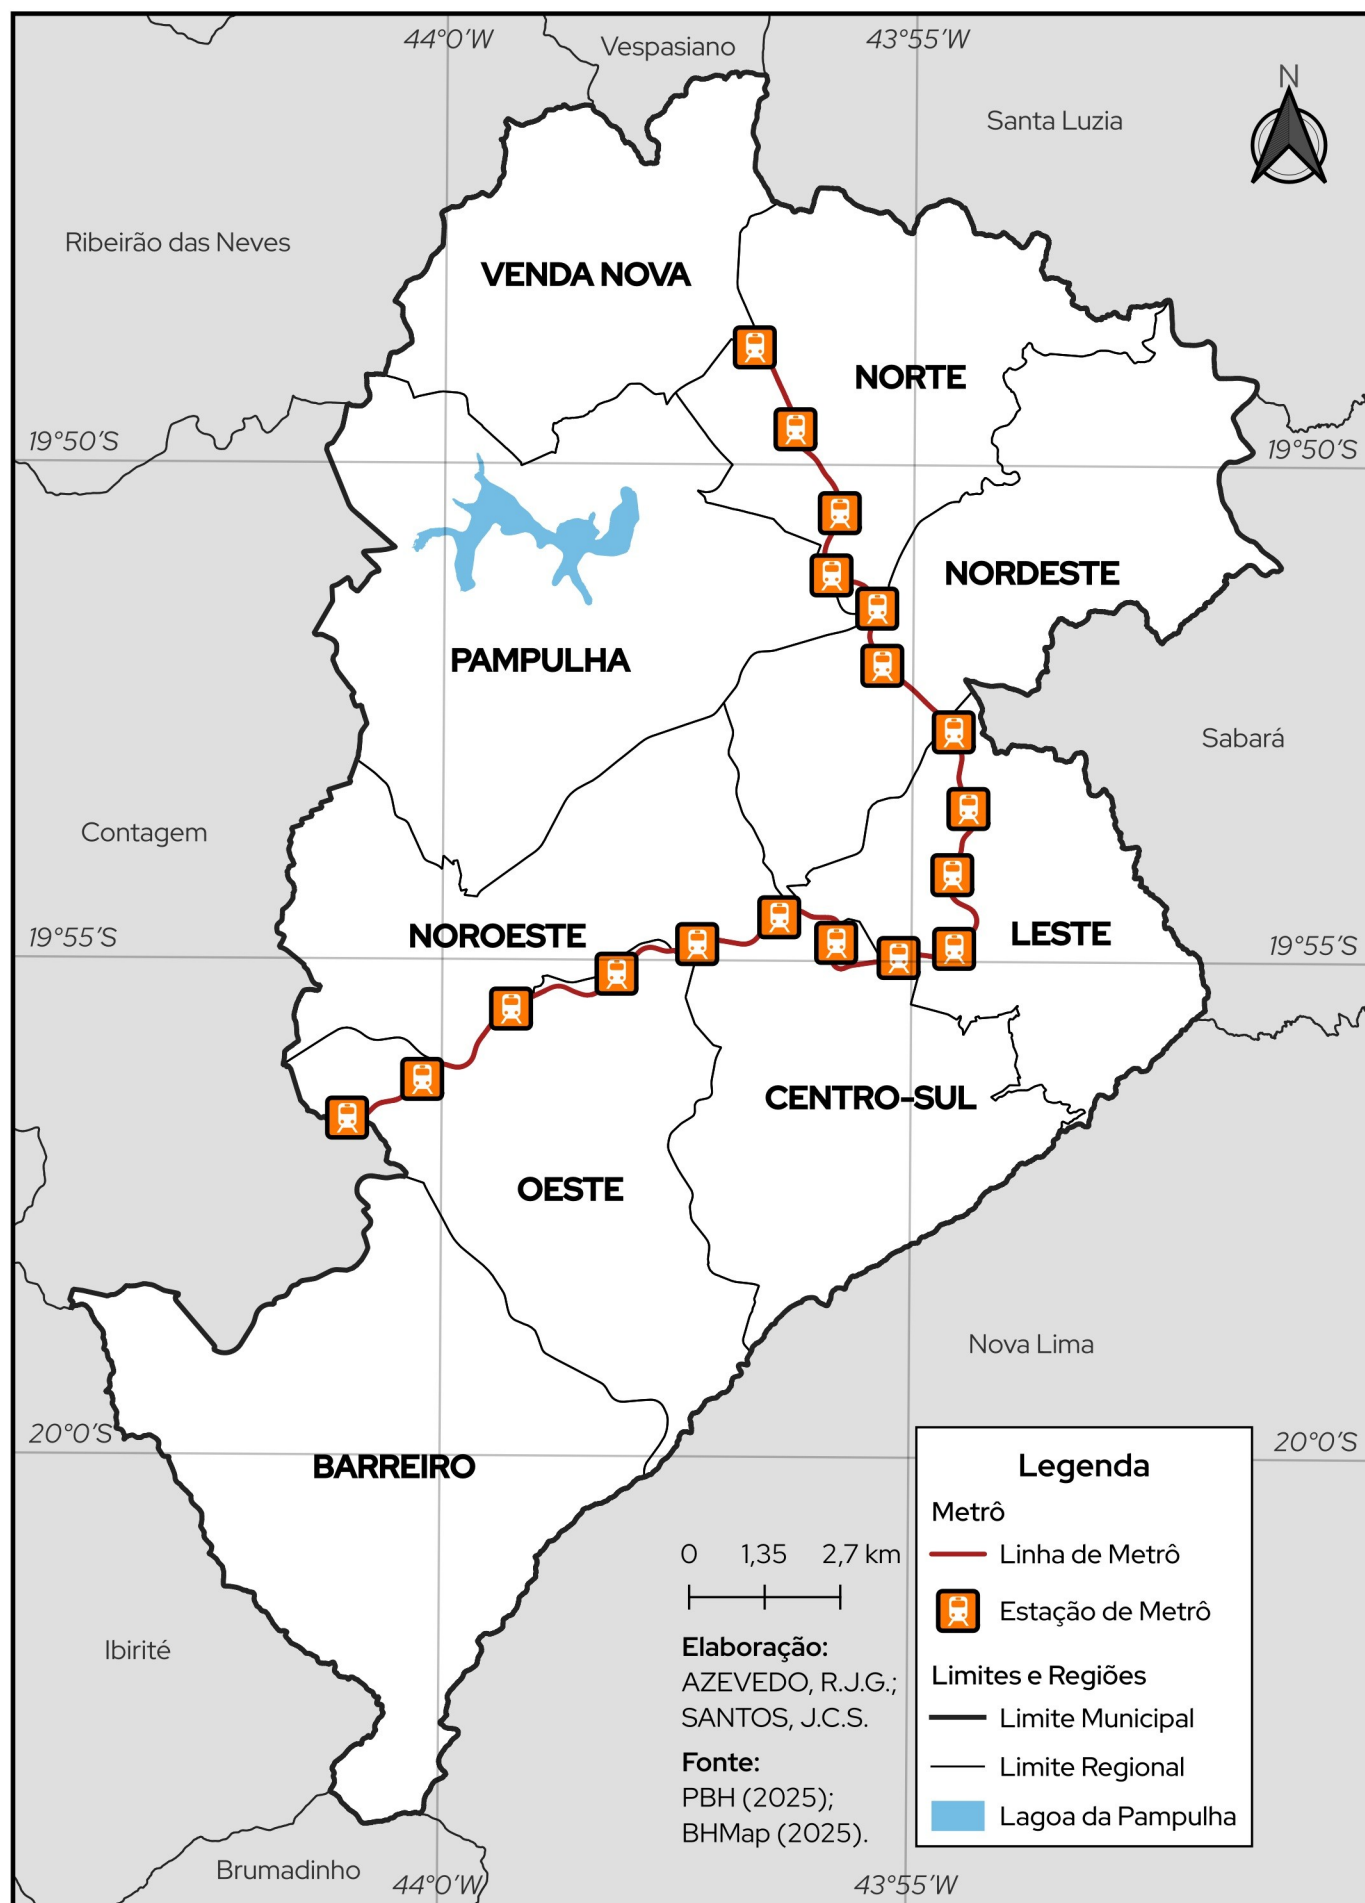 44°0'W
Vespasiano
43°55'W
N
Santa Luzia
Ribeirão das Neves
VENDA NOVA
NORTE
19°50'S
19°50'S
NORDESTE
PAMPULHA
Sabará
Contagem
NOROESTE
LESTE
19°55'S
19°55'S
CENTRO-SUL
OESTE
Nova Lima
20°0'S
20°0'S
BARREIRO
Legenda
Metrô
Linha de Metrô
Estação de Metrô
Limites e Regiões
Limite Municipal
Limite Regional
Lagoa da Pampulha
0 1,35 2,7 km
Elaboração:
AZEVEDO, R.J.G.;
SANTOS, J.C.S.
Fonte:
PBH (2025);
BHMap (2025).
Ibirité
Brumadinho
44°0'W
43°55'W